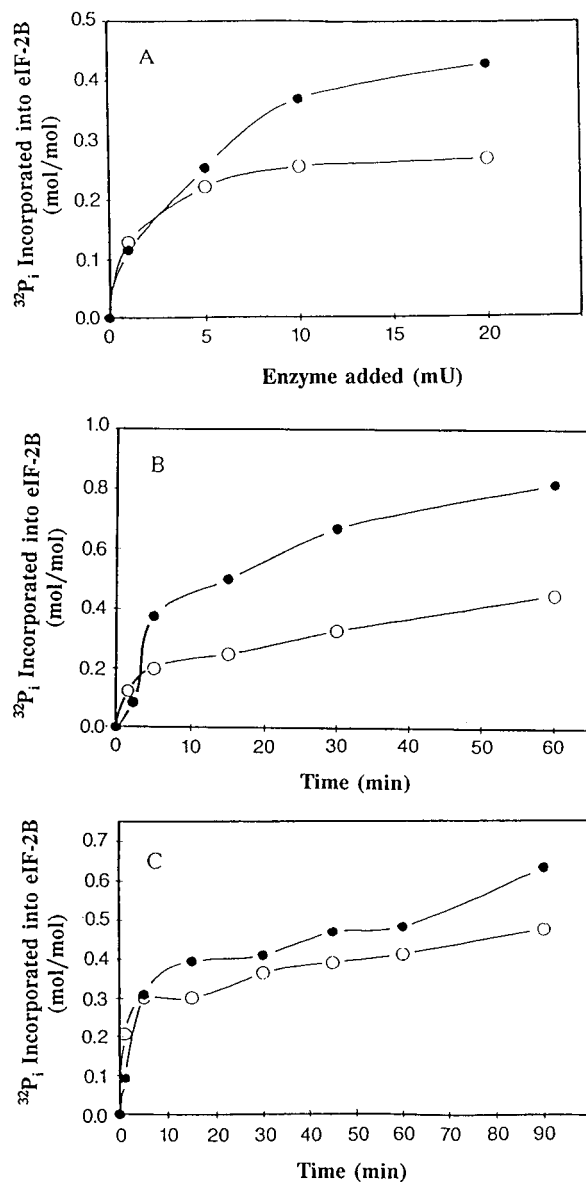 A
³²Pᵢ Incorporated into eIF-2B
(mol/mol)
0.5
0.4
0.3
0.2
0.1
0.0
0 5 10 15 20
Enzyme added (mU)
B
³²Pᵢ Incorporated into eIF-2B
(mol/mol)
1.0
0.8
0.6
0.4
0.2
0.0
0 10 20 30 40 50 60
Time (min)
C
³²Pᵢ Incorporated into eIF-2B
(mol/mol)
0.7
0.6
0.5
0.4
0.3
0.2
0.1
0.0
0 10 20 30 40 50 60 70 80 90
Time (min)